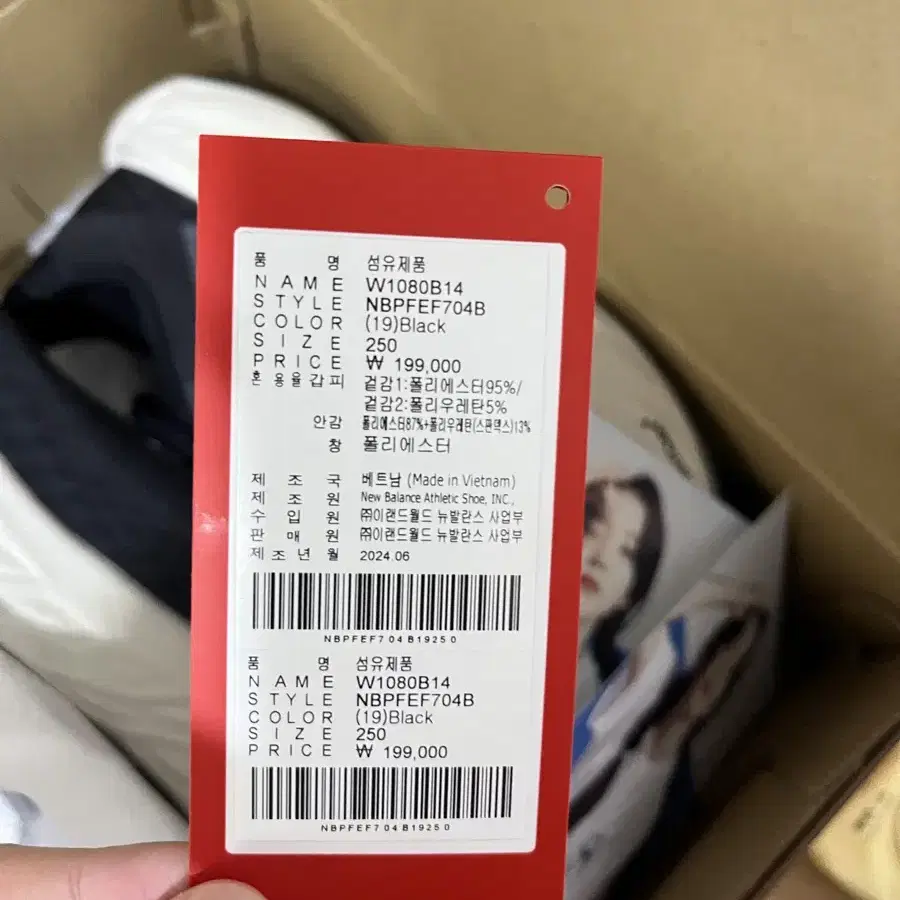 품 명 섬유제품
NAME W1080B14
STYLE NBPFEF704B
COLOR (19)Black
SIZE 250
PRICE ₩ 199,000
혼용율갑피 겉감1:폴리에스터95%/
겉감2:폴리우레탄5%
안감 폴리에스터87%+폴리우레탄(스판덱스)13%
창 폴리에스터
제조국 베트남 (Made in Vietnam)
제조원 New Balance Athletic Shoe, INC.,
수입원 ㈜이랜드월드 뉴발란스 사업부
판매원 ㈜이랜드월드 뉴발란스 사업부
제조년월 2024.06
NBPFEF704B19250
품 명 섬유제품
NAME W1080B14
STYLE NBPFEF704B
COLOR (19)Black
SIZE 250
PRICE ₩ 199,000
NBPFEF704B19250